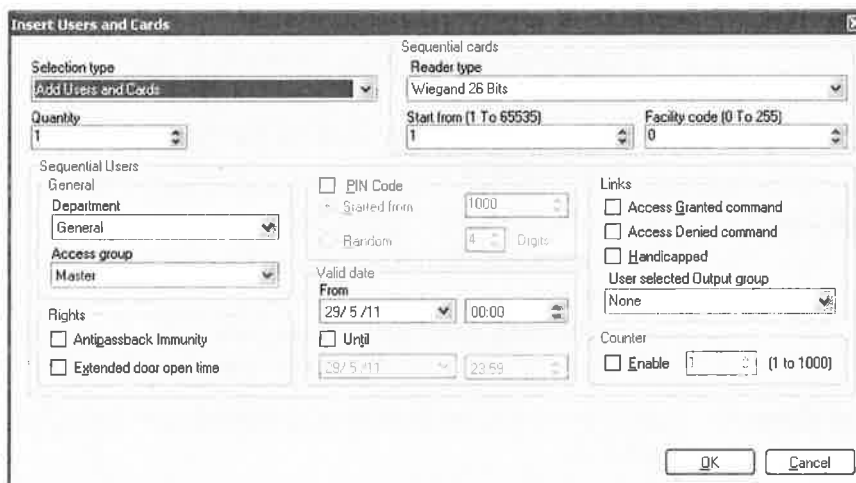 Insert Users and Cards
Selection type
Add Users and Cards
Quantity
1
Sequential cards
Reader type
Wiegand 26 Bits
Start from (1 To 65535)
1
Facility code (0 To 255)
0
Sequential Users
General
Department
General
Access group
Master
Rights
Antipassback Immunity
Extended door open time
PIN Code
Started from
1000
Random
4
Digits
Valid date
From
29/ 5 /11
00:00
Until
29/ 5 /11
23:59
Links
Access Granted command
Access Denied command
Handicapped
User selected Output group
None
Counter
Enable
1
(1 to 1000)
OK
Cancel